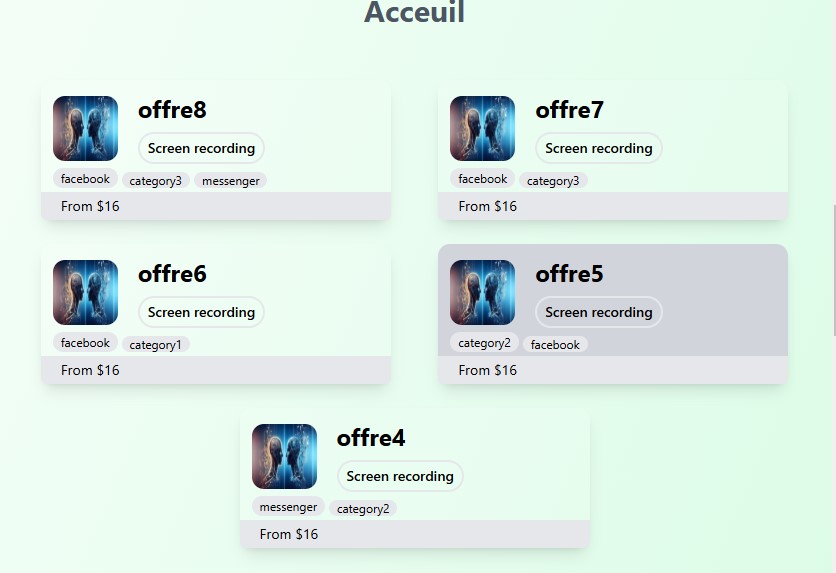 Acceuil
offre8
Screen recording
facebook category3 messenger
From $16
offre7
Screen recording
facebook category3
From $16
offre6
Screen recording
facebook category1
From $16
offre5
Screen recording
category2 facebook
From $16
offre4
Screen recording
messenger category2
From $16